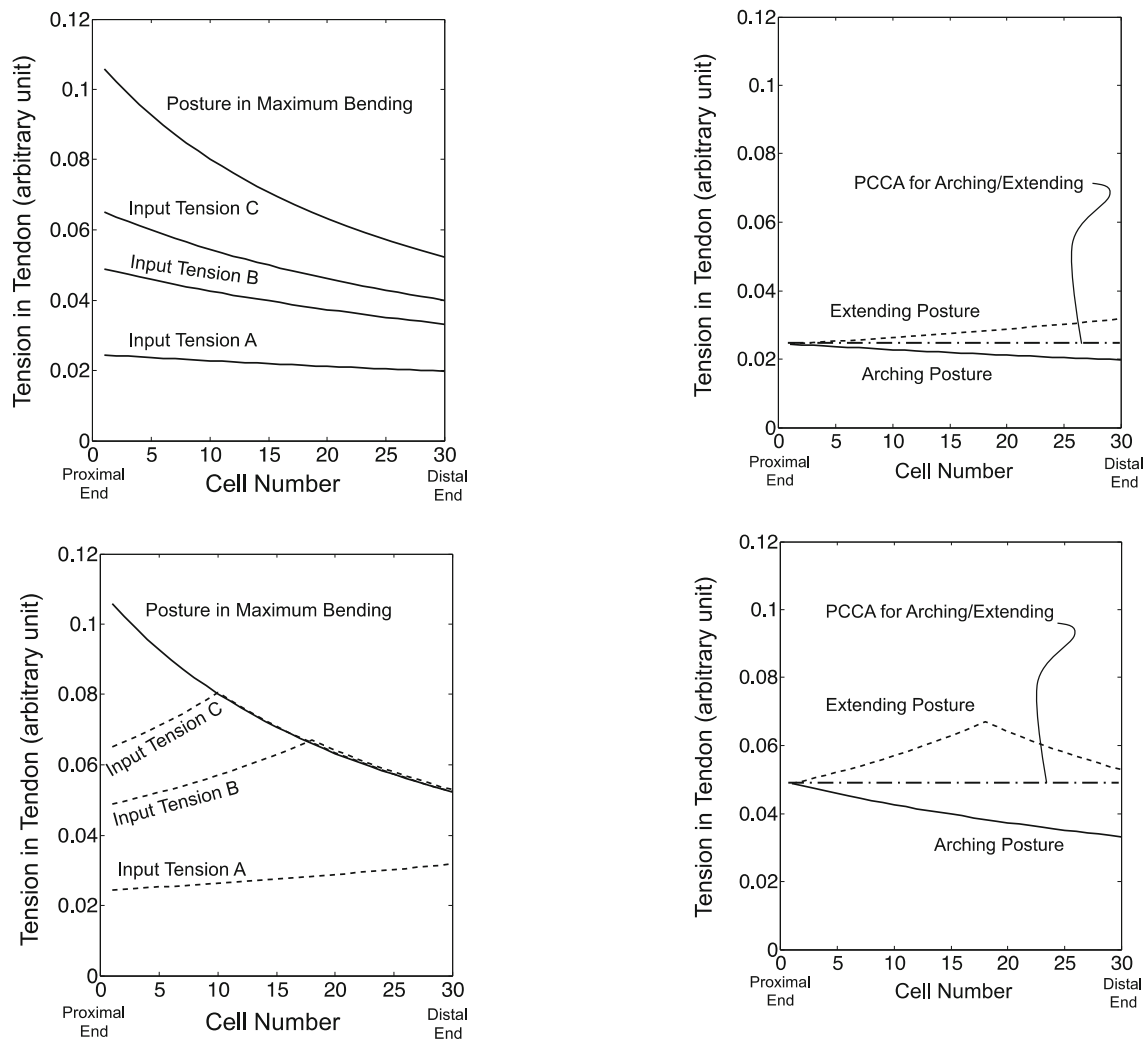 0.12
0.1
0.08
0.06
0.04
0.02
0
Tension in Tendon (arbitrary unit)
Posture in Maximum Bending
Input Tension C
Input Tension B
Input Tension A
0 5 10 15 20 25 30
Proximal
End
Cell Number
Distal
End
0.12
0.1
0.08
0.06
0.04
0.02
0
Tension in Tendon (arbitrary unit)
PCCA for Arching/Extending
Extending Posture
Arching Posture
0 5 10 15 20 25 30
Proximal
End
Cell Number
Distal
End
0.12
0.1
0.08
0.06
0.04
0.02
0
Tension in Tendon (arbitrary unit)
Posture in Maximum Bending
Input Tension C
Input Tension B
Input Tension A
0 5 10 15 20 25 30
Proximal
End
Cell Number
Distal
End
0.12
0.1
0.08
0.06
0.04
0.02
0
Tension in Tendon (arbitrary unit)
PCCA for Arching/Extending
Extending Posture
Arching Posture
0 5 10 15 20 25 30
Proximal
End
Cell Number
Distal
End